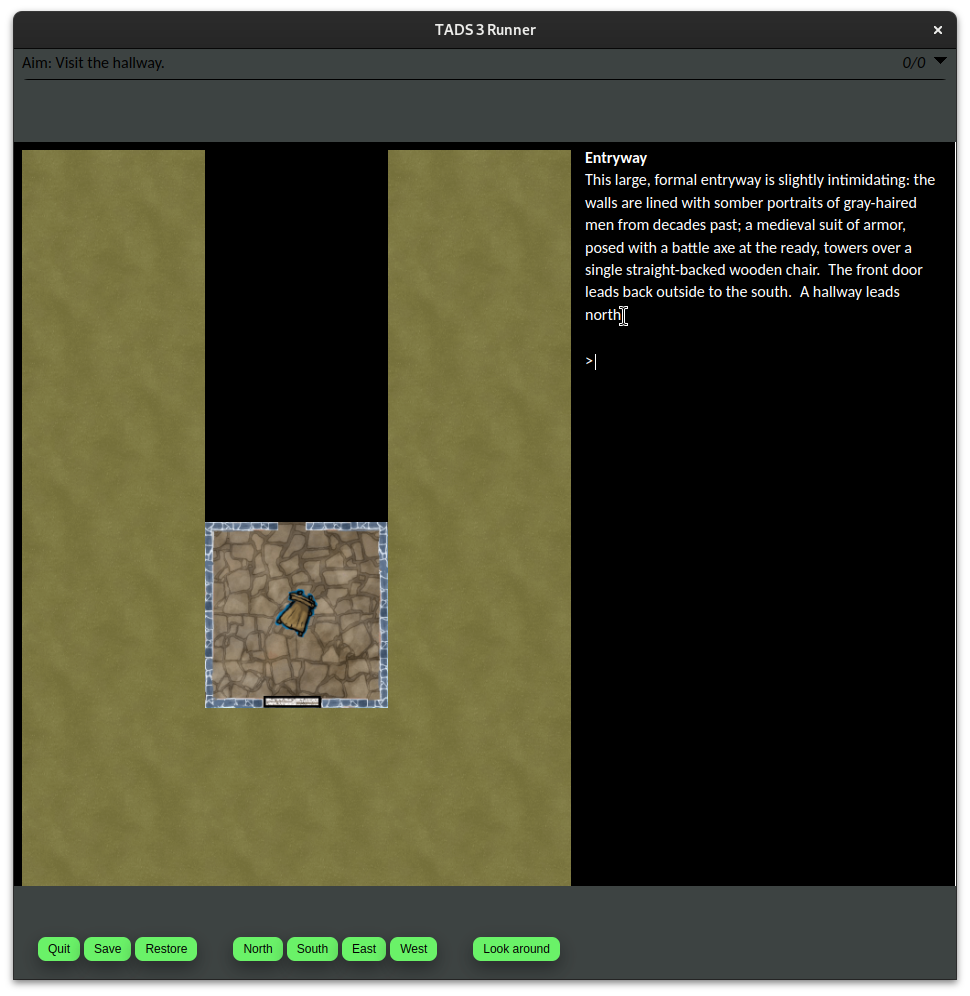 TADS 3 Runner
×
Aim: Visit the hallway.
0/0
Entryway
This large, formal entryway is slightly intimidating: the
walls are lined with somber portraits of gray-haired
men from decades past; a medieval suit of armor,
posed with a battle axe at the ready, towers over a
single straight-backed wooden chair.  The front door
leads back outside to the south.  A hallway leads
north
>
Quit Save Restore North South East West Look around